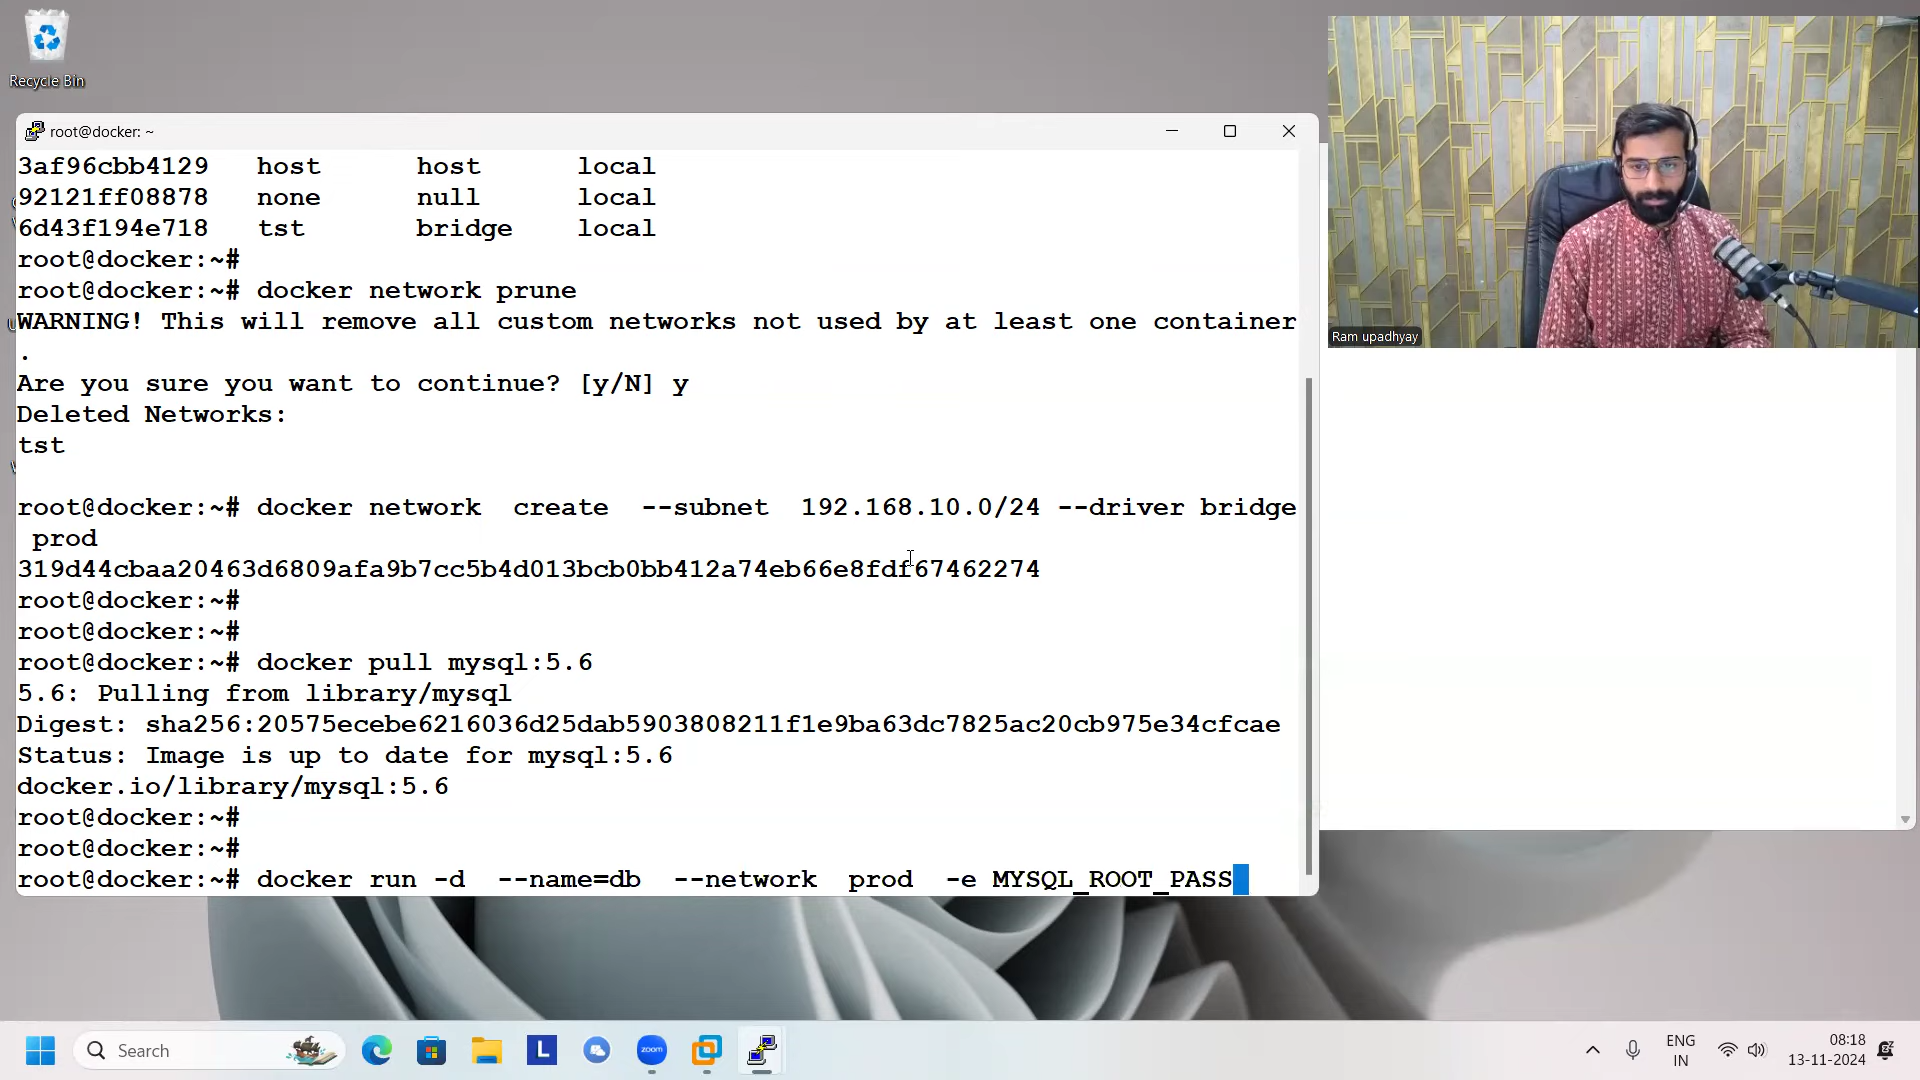 Recycle Bin
root@docker: ~
3af96cbb4129 host host local
92121ff08878 none null local
6d43f194e718 tst bridge local
root@docker:~#
root@docker:~# docker network prune
WARNING! This will remove all custom networks not used by at least one container
.
Are you sure you want to continue? [y/N] y
Deleted Networks:
tst
root@docker:~# docker network create --subnet 192.168.10.0/24 --driver bridge
prod
319d44cbaa20463d6809afa9b7cc5b4d013bcb0bb412a74eb66e8fdf67462274
root@docker:~#
root@docker:~#
root@docker:~# docker pull mysql:5.6
5.6: Pulling from library/mysql
Digest: sha256:20575ecebe6216036d25dab5903808211f1e9ba63dc7825ac20cb975e34cfcae
Status: Image is up to date for mysql:5.6
docker.io/library/mysql:5.6
root@docker:~#
root@docker:~#
root@docker:~# docker run -d --name=db --network prod -e MYSQL_ROOT_PASS
Ram upadhyay
Search
L
zoom
ENG
IN
08:18
13-11-2024